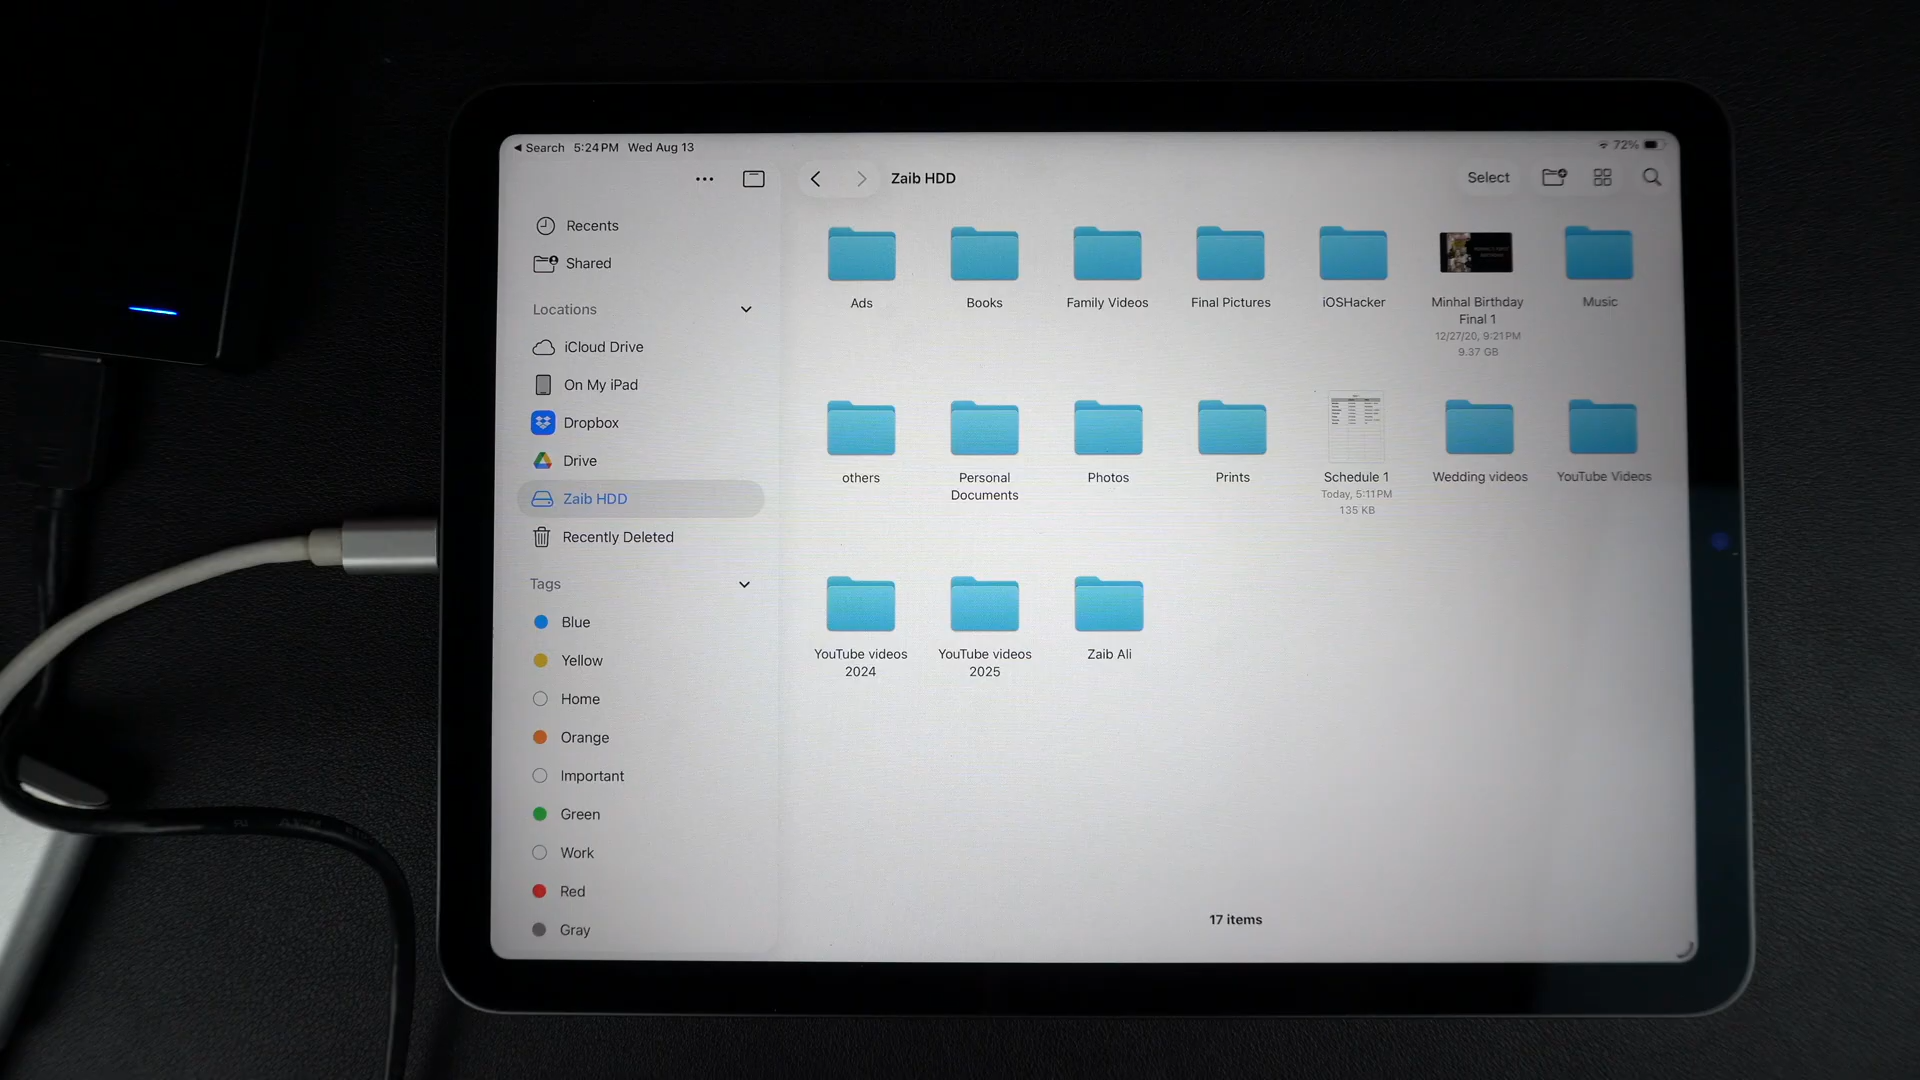 Search 5:24 PM Wed Aug 13
72%
Zaib HDD
Select
Recents
Shared
Locations
iCloud Drive
On My iPad
Dropbox
Drive
Zaib HDD
Recently Deleted
Tags
Blue
Yellow
Home
Orange
Important
Green
Work
Red
Gray
Ads
Books
Family Videos
Final Pictures
iOSHacker
Minhal Birthday
Final 1
12/27/20, 9:21 PM
9.37 GB
Music
others
Personal
Documents
Photos
Prints
Schedule 1
Today, 5:11 PM
135 KB
Wedding videos
YouTube Videos
YouTube videos
2024
YouTube videos
2025
Zaib Ali
17 items